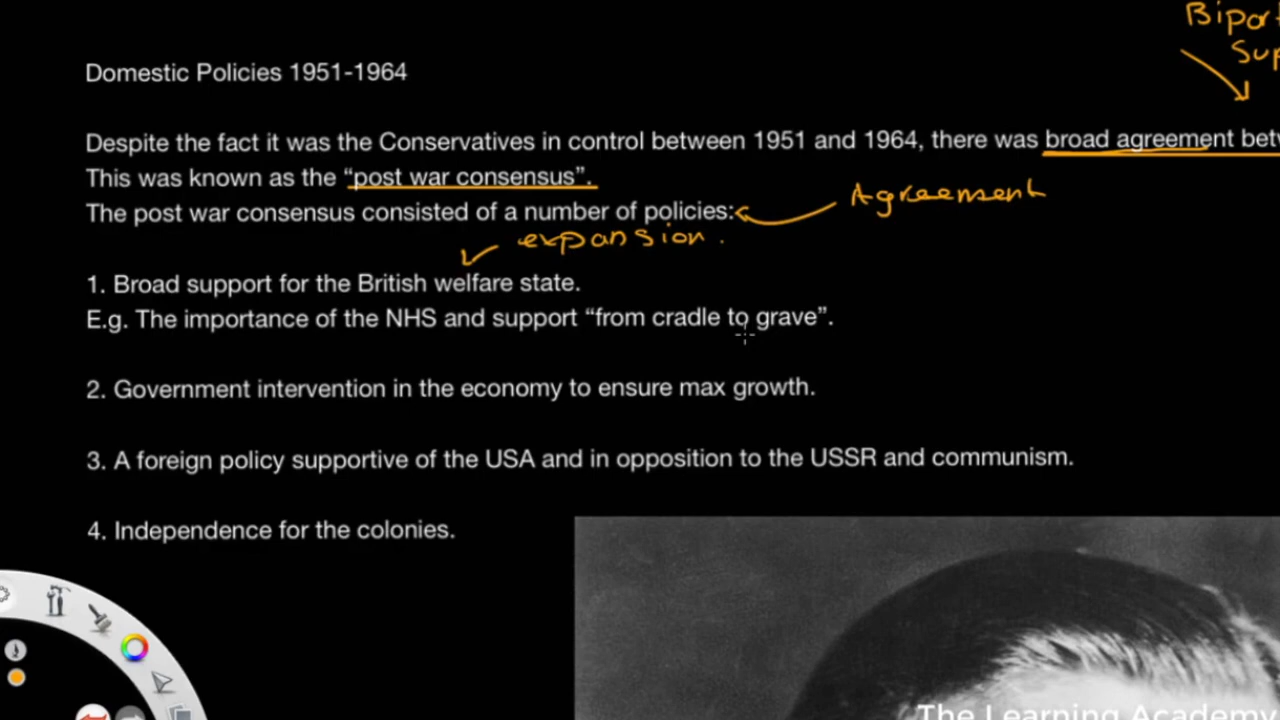 Bipar
Sup
Domestic Policies 1951-1964
Despite the fact it was the Conservatives in control between 1951 and 1964, there was broad agreement bet
This was known as the “post war consensus”.
Agreement
The post war consensus consisted of a number of policies:
expansion.
1. Broad support for the British welfare state.
E.g. The importance of the NHS and support “from cradle to grave”.
2. Government intervention in the economy to ensure max growth.
3. A foreign policy supportive of the USA and in opposition to the USSR and communism.
4. Independence for the colonies.
The Learning Academy